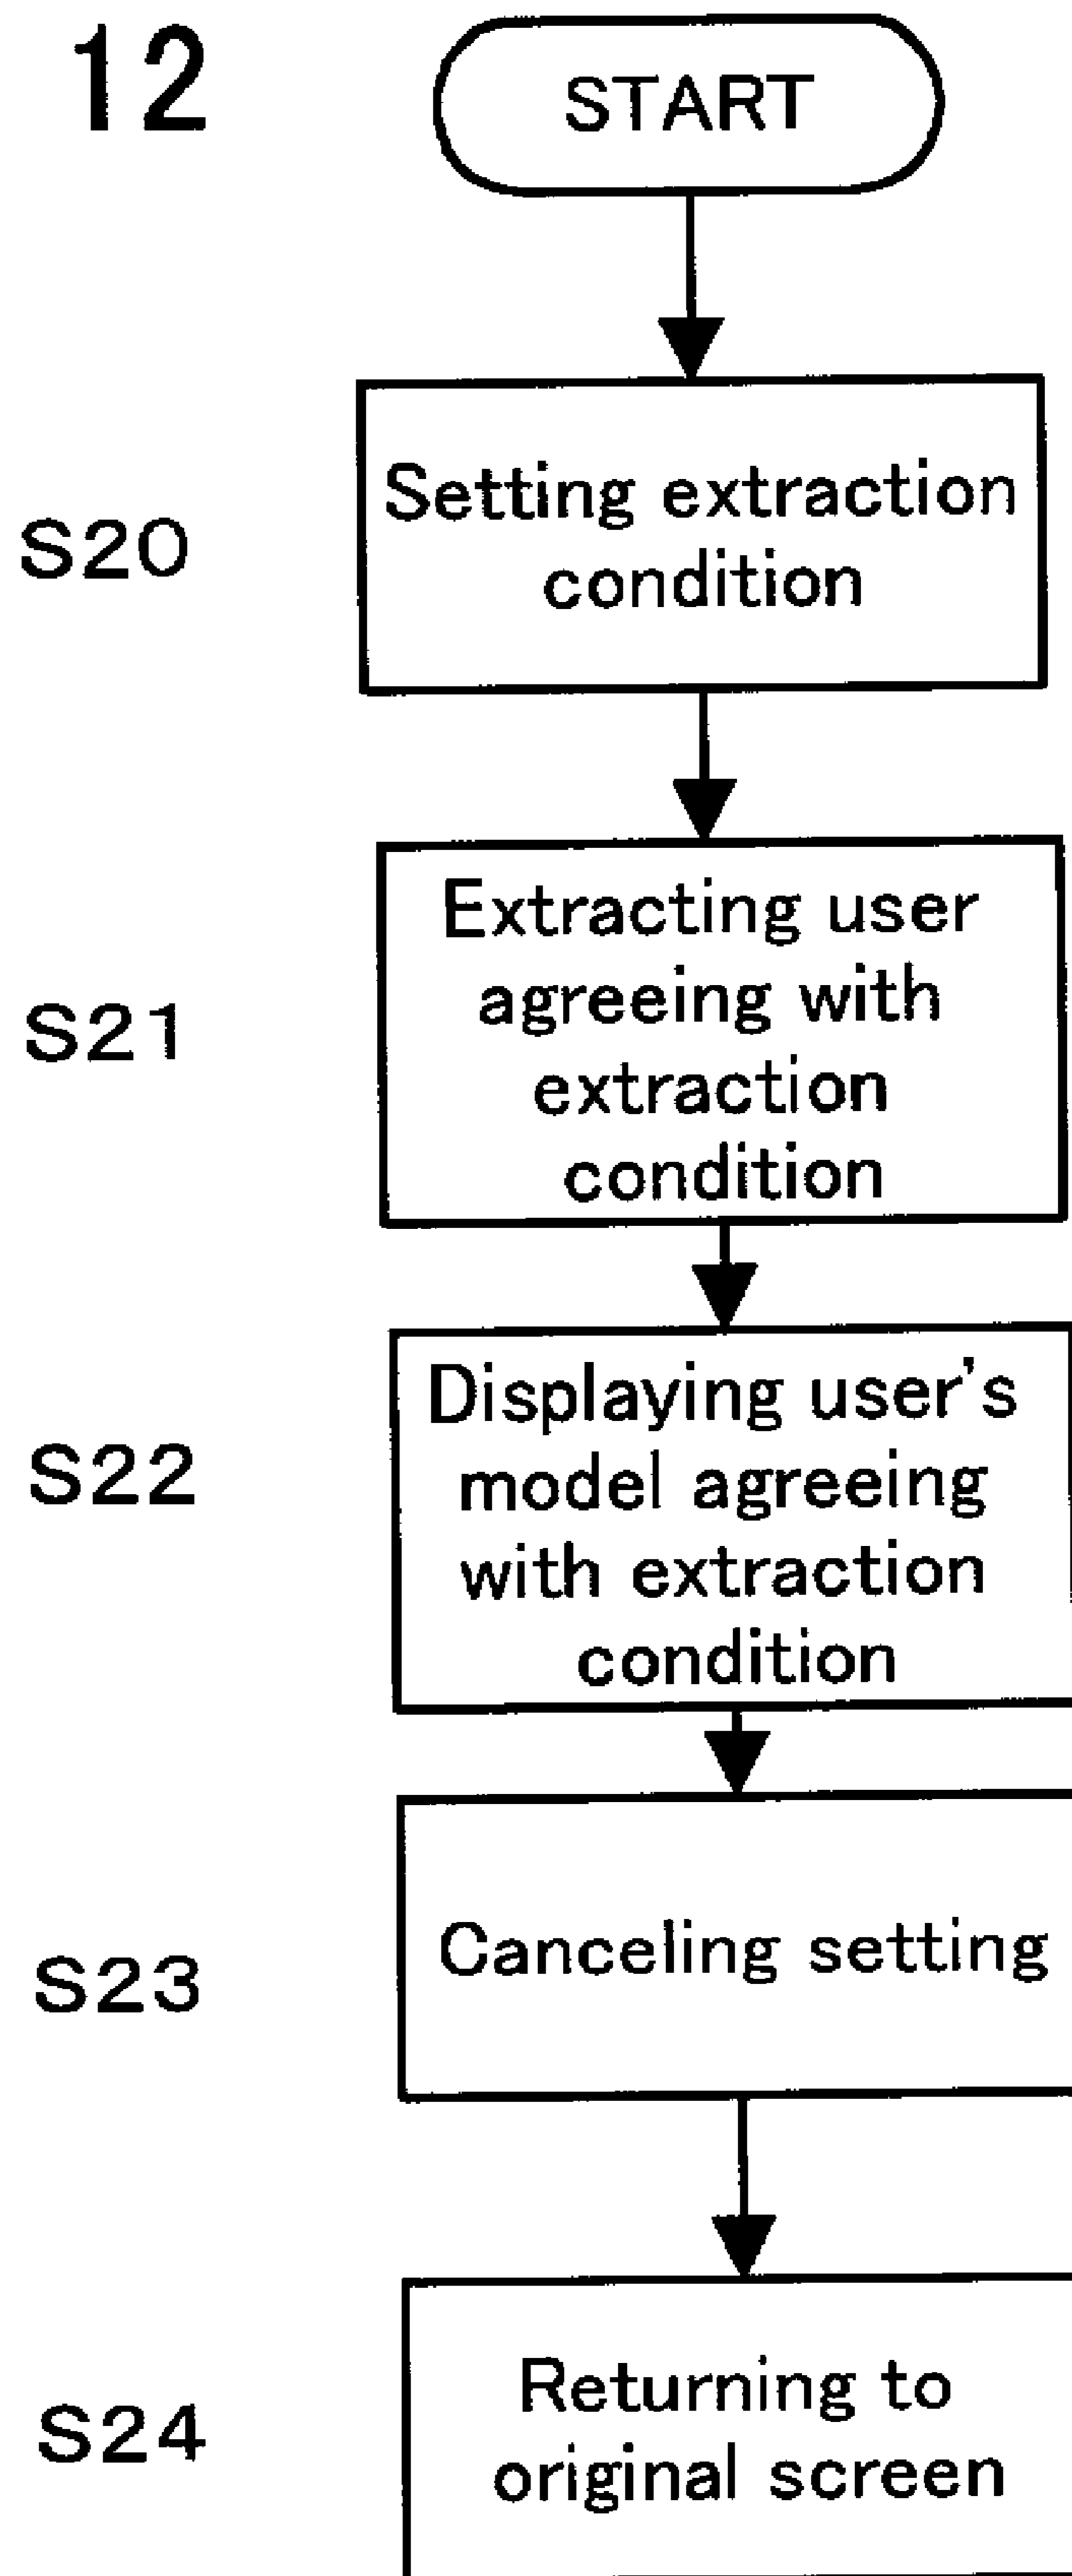 12
START
S20
Setting extraction
condition
S21
Extracting user
agreeing with
extraction
condition
S22
Displaying user's
model agreeing
with extraction
condition
S23
Canceling setting
S24
Returning to
original screen